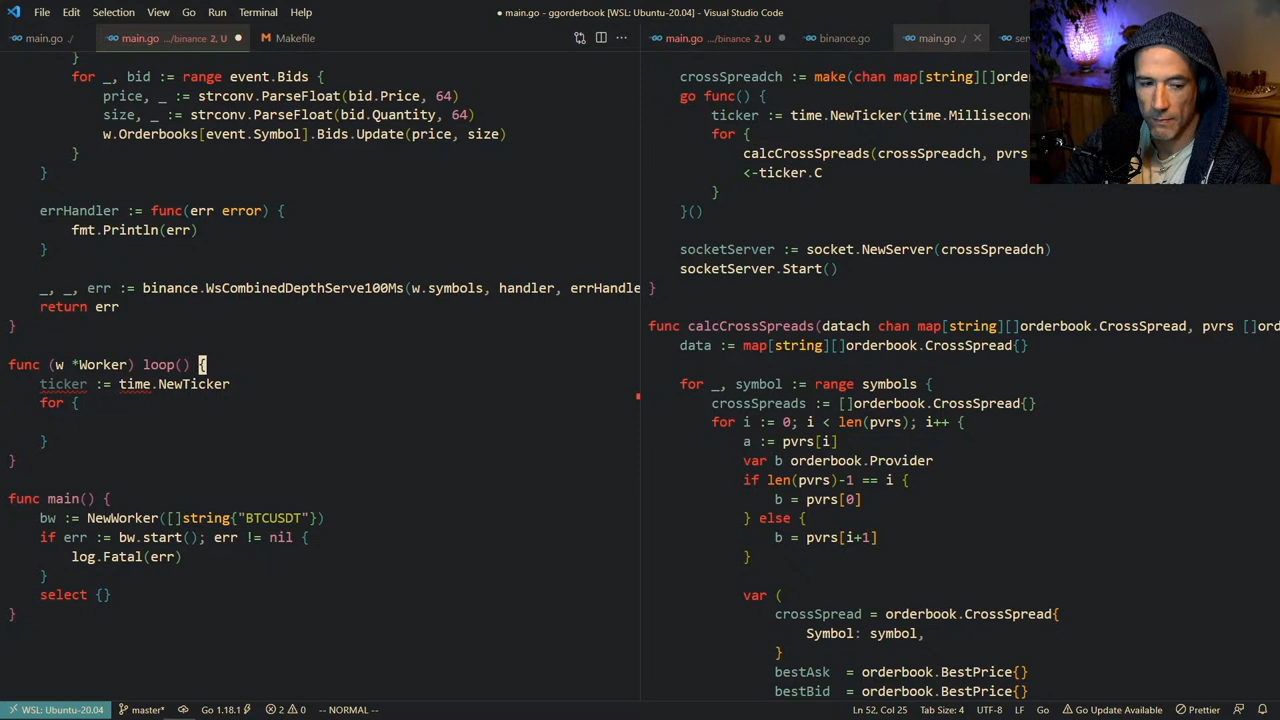 File Edit Selection View Go Run Terminal Help
● main.go - ggorderbook [WSL: Ubuntu-20.04] - Visual Studio Code
main.go ./ main.go .../binance 2, U ● Makefile
main.go .../binance 2, U ● binance.go main.go ./ ×
}
for _, bid := range event.Bids {
price, _ := strconv.ParseFloat(bid.Price, 64)
size, _ := strconv.ParseFloat(bid.Quantity, 64)
w.Orderbooks[event.Symbol].Bids.Update(price, size)
}
}
errHandler := func(err error) {
fmt.Println(err)
}
_, _, err := binance.WsCombinedDepthServe100Ms(w.symbols, handler, errHandle
return err
}
func (w *Worker) loop() {
ticker := time.NewTicker
for {
}
}
func main() {
bw := NewWorker([]string{"BTCUSDT"})
if err := bw.start(); err != nil {
log.Fatal(err)
}
select {}
}
crossSpreadch := make(chan map[string][]orde
go func() {
ticker := time.NewTicker(time.Millisecon
for {
calcCrossSpreads(crossSpreadch, pvrs
<-ticker.C
}
}()
socketServer := socket.NewServer(crossSpreadch)
socketServer.Start()
}
func calcCrossSpreads(datach chan map[string][]orderbook.CrossSpread, pvrs []ord
data := map[string][]orderbook.CrossSpread{}
for _, symbol := range symbols {
crossSpreads := []orderbook.CrossSpread{}
for i := 0; i < len(pvrs); i++ {
a := pvrs[i]
var b orderbook.Provider
if len(pvrs)-1 == i {
b = pvrs[0]
} else {
b = pvrs[i+1]
}
var (
crossSpread = orderbook.CrossSpread{
Symbol: symbol,
}
bestAsk = orderbook.BestPrice{}
bestBid = orderbook.BestPrice{}
WSL: Ubuntu-20.04 master* Go 1.18.1 2 0 -- NORMAL -- Ln 52, Col 25 Tab Size: 4 UTF-8 LF Go Go Update Available Prettier